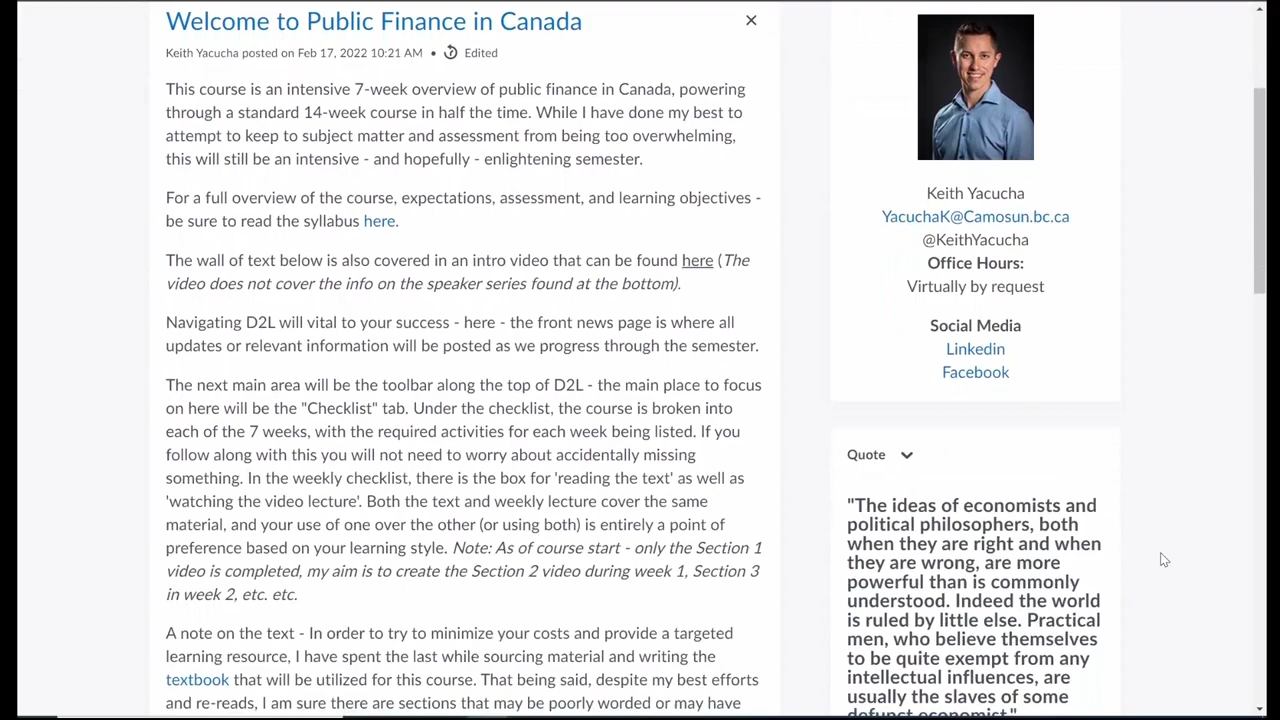 Welcome to Public Finance in Canada
Keith Yacucha posted on Feb 17, 2022 10:21 AM • Edited
This course is an intensive 7-week overview of public finance in Canada, powering
through a standard 14-week course in half the time. While I have done my best to
attempt to keep to subject matter and assessment from being too overwhelming,
this will still be an intensive - and hopefully - enlightening semester.
For a full overview of the course, expectations, assessment, and learning objectives -
be sure to read the syllabus here.
The wall of text below is also covered in an intro video that can be found here (The
video does not cover the info on the speaker series found at the bottom).
Navigating D2L will vital to your success - here - the front news page is where all
updates or relevant information will be posted as we progress through the semester.
The next main area will be the toolbar along the top of D2L - the main place to focus
on here will be the "Checklist" tab. Under the checklist, the course is broken into
each of the 7 weeks, with the required activities for each week being listed. If you
follow along with this you will not need to worry about accidentally missing
something. In the weekly checklist, there is the box for 'reading the text' as well as
'watching the video lecture'. Both the text and weekly lecture cover the same
material, and your use of one over the other (or using both) is entirely a point of
preference based on your learning style. Note: As of course start - only the Section 1
video is completed, my aim is to create the Section 2 video during week 1, Section 3
in week 2, etc. etc.
A note on the text - In order to try to minimize your costs and provide a targeted
learning resource, I have spent the last while sourcing material and writing the
textbook that will be utilized for this course. That being said, despite my best efforts
and re-reads, I am sure there are sections that may be poorly worded or may have
Keith Yacucha
YacuchaK@Camosun.bc.ca
@KeithYacucha
Office Hours:
Virtually by request
Social Media
Linkedin
Facebook
Quote
"The ideas of economists and
political philosophers, both
when they are right and when
they are wrong, are more
powerful than is commonly
understood. Indeed the world
is ruled by little else. Practical
men, who believe themselves
to be quite exempt from any
intellectual influences, are
usually the slaves of some
defunct economist."